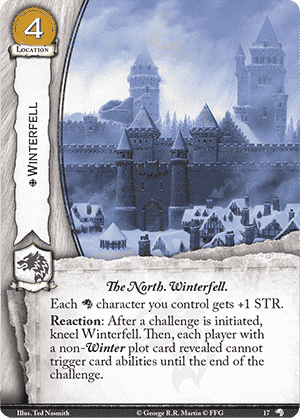 4
LOCATION
WINTERFELL
The North. Winterfell.
Each character you control gets +1 STR.
Reaction: After a challenge is initiated,
kneel Winterfell. Then, each player with
a non-Winter plot card revealed cannot
trigger card abilities until the end of
the challenge.
Illus. Ted Nasmith
© George R.R. Martin © FFG
17